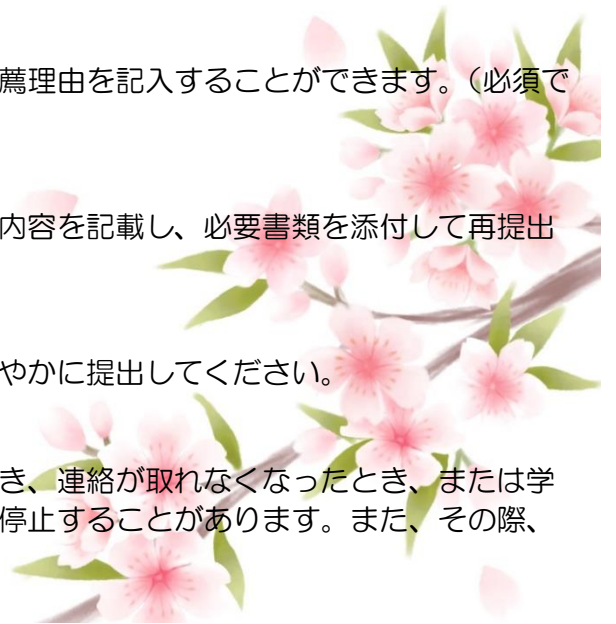 薦理由を記入することができます。（必須で
内容を記載し、必要書類を添付して再提出
やかに提出してください。
き、連絡が取れなくなったとき、または学
停止することがあります。また、その際、